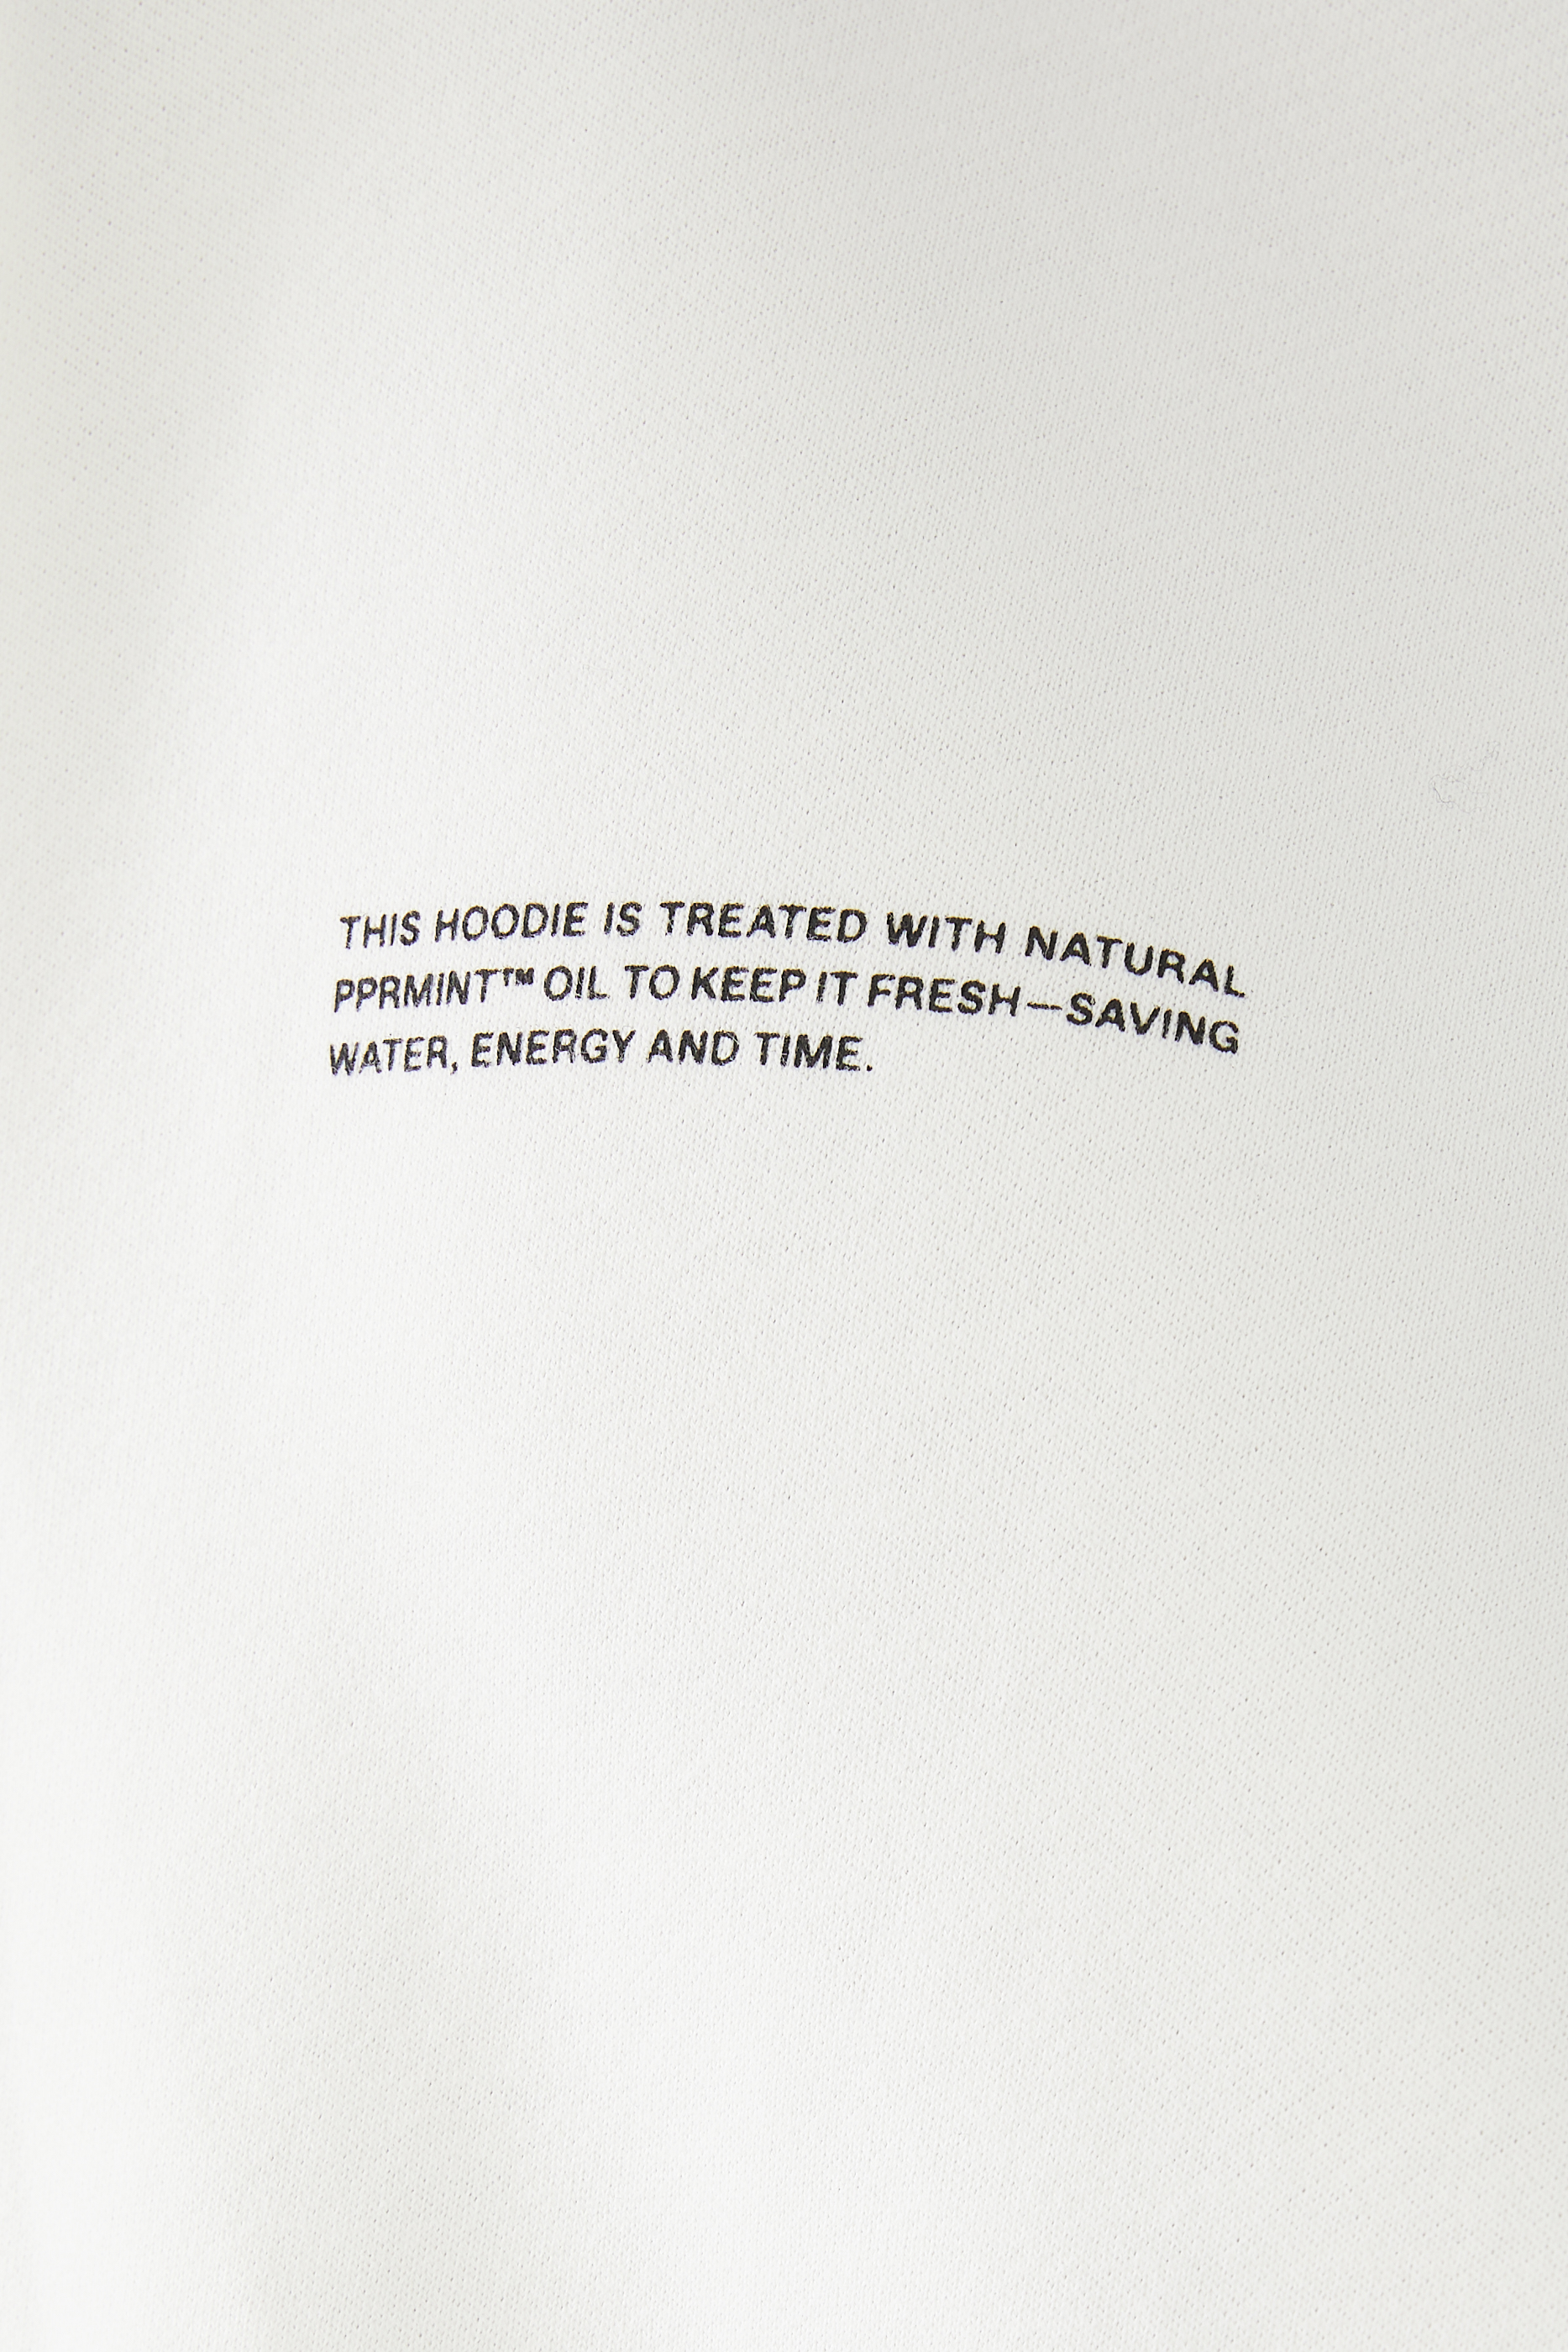 THIS HOODIE IS TREATED WITH NATURAL
PPRMINT™ OIL TO KEEP IT FRESH—SAVING
WATER, ENERGY AND TIME.